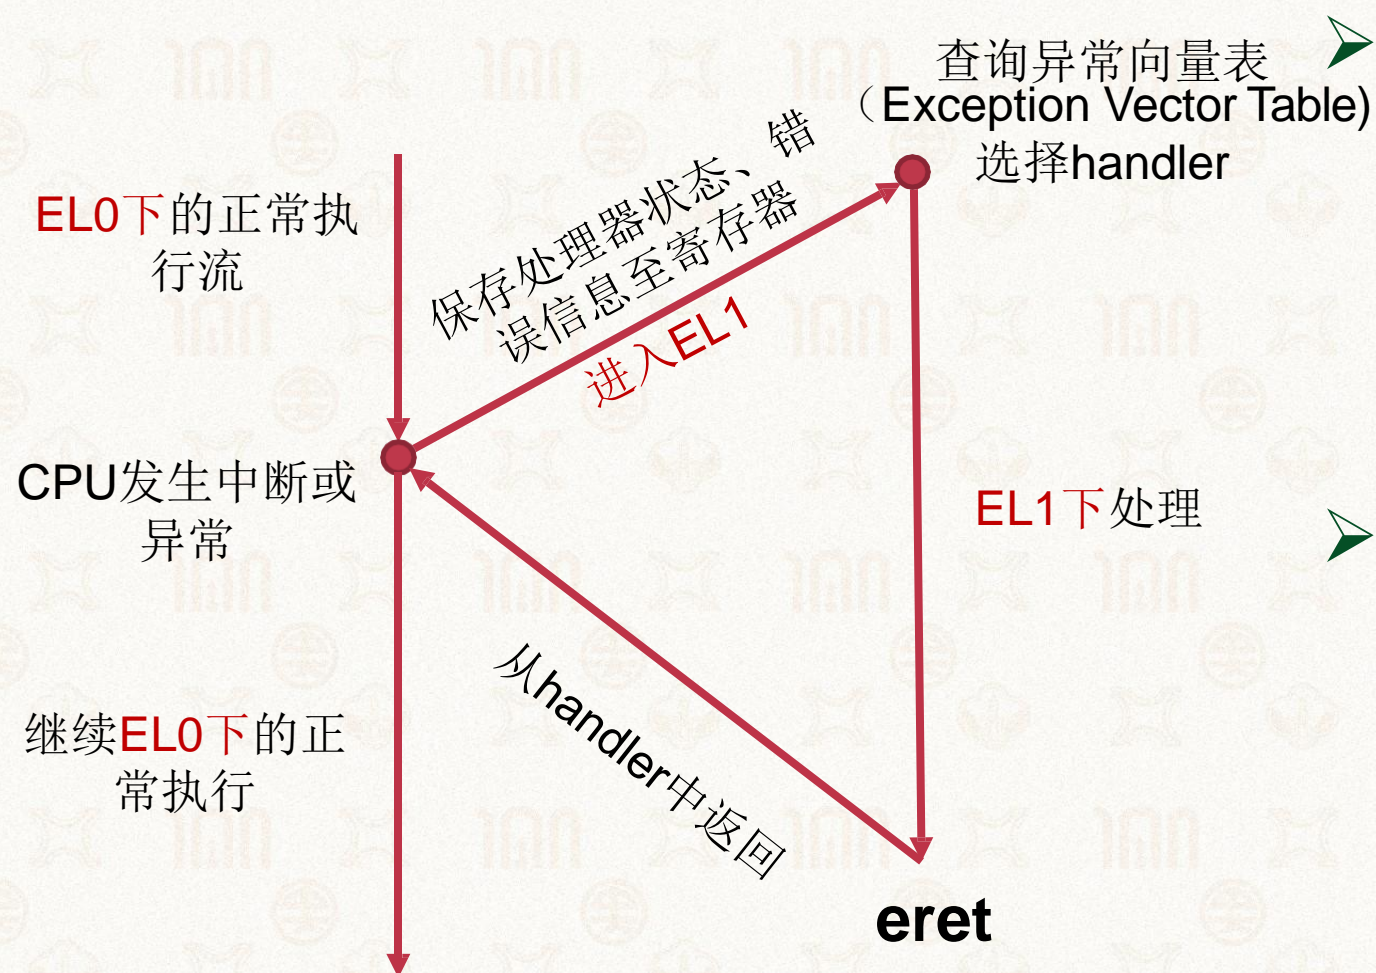 查询异常向量表
（Exception Vector Table)
选择handler
EL0下的正常执
行流
保存处理器状态、错
误信息至寄存器
进入EL1
CPU发生中断或
异常
EL1下处理
从handler中返回
继续EL0下的正
常执行
eret